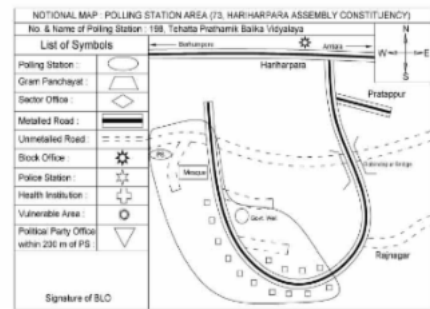 NOTIONAL MAP : POLLING STATION AREA (73, HARIHARPARA ASSEMBLY CONSTITUENCY)
No. & Name of Polling Station : 198, Tehatta Prathamik Balika Vidyalaya
List of Symbols
Polling Station :
Gram Panchayat :
Sector Office :
Metalled Road :
Unmetalled Road :
Block Office :
Police Station :
Health Institution :
Vulnerable Area :
Political Party Office
within 200 m of PS :
Signature of BLO
Berhampore
Amtala
Hariharpara
N
W
E
S
Pratappur
PS
Mosque
Govt. Well
Bridge
Rajnagar